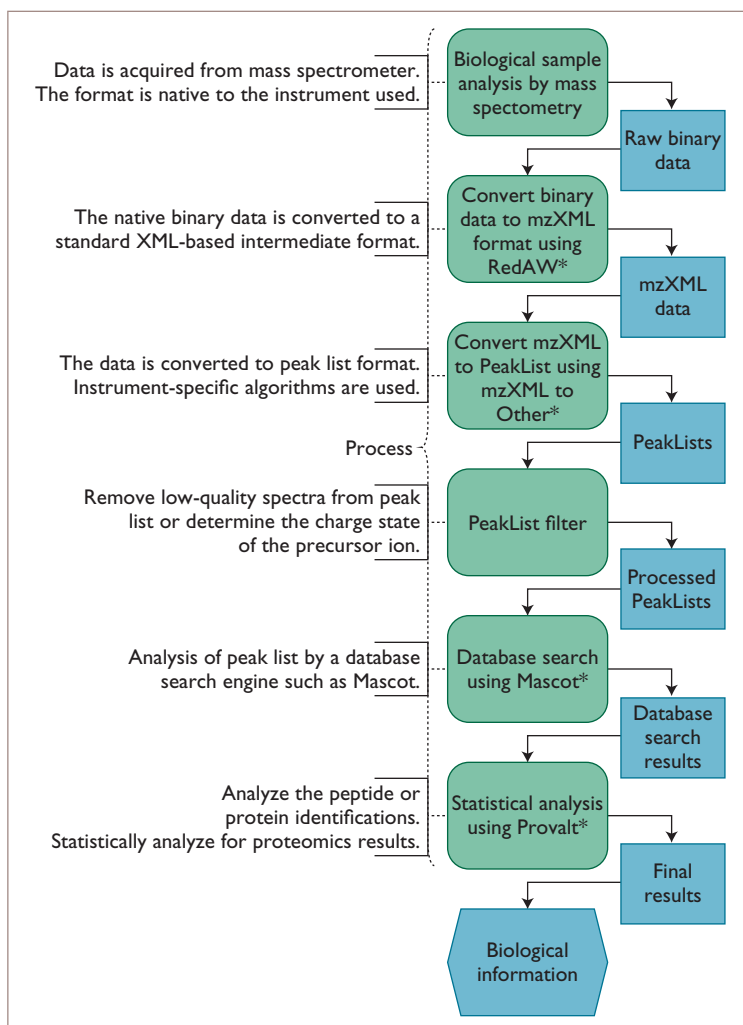 Data is acquired from mass spectrometer.
The format is native to the instrument used.
Biological sample
analysis by mass
spectometry
Raw binary
data
The native binary data is converted to a
standard XML-based intermediate format.
Convert binary
data to mzXML
format using
RedAW*
mzXML
data
The data is converted to peak list format.
Instrument-specific algorithms are used.
Convert mzXML
to PeakList using
mzXML to
Other*
PeakLists
Process
Remove low-quality spectra from peak
list or determine the charge state
of the precursor ion.
PeakList filter
Processed
PeakLists
Analysis of peak list by a database
search engine such as Mascot.
Database search
using Mascot*
Database
search
results
Analyze the peptide or
protein identifications.
Statistically analyze for proteomics results.
Statistical analysis
using Provalt*
Final
results
Biological
information